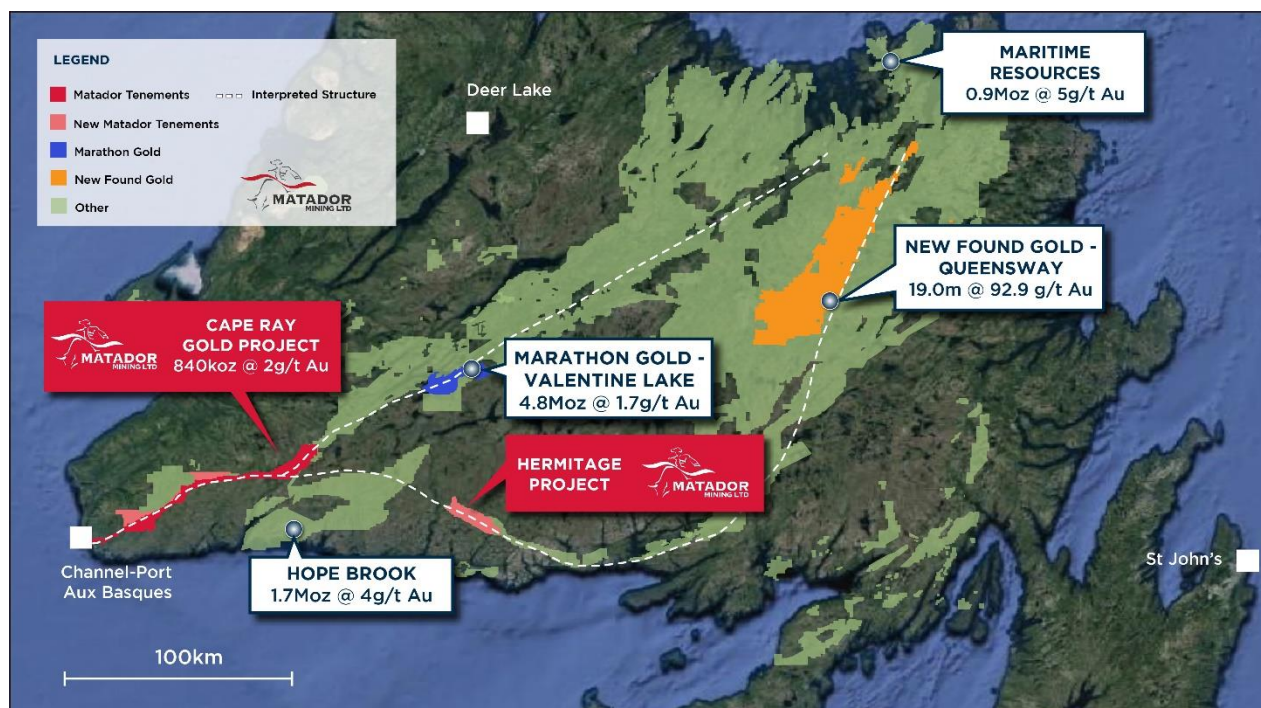 LEGEND
Matador Tenements
Interpreted Structure
New Matador Tenements
Marathon Gold
New Found Gold
Other
MATADOR
MINING LTD
Deer Lake
MARITIME
RESOURCES
0.9Moz @ 5g/t Au
NEW FOUND GOLD -
QUEENSWAY
19.0m @ 92.9 g/t Au
MATADOR
MINING LTD
CAPE RAY
GOLD PROJECT
840koz @ 2g/t Au
MARATHON GOLD -
VALENTINE LAKE
4.8Moz @ 1.7g/t Au
HERMITAGE
PROJECT
MATADOR
MINING LTD
Channel-Port
Aux Basques
HOPE BROOK
1.7Moz @ 4g/t Au
St John's
100km